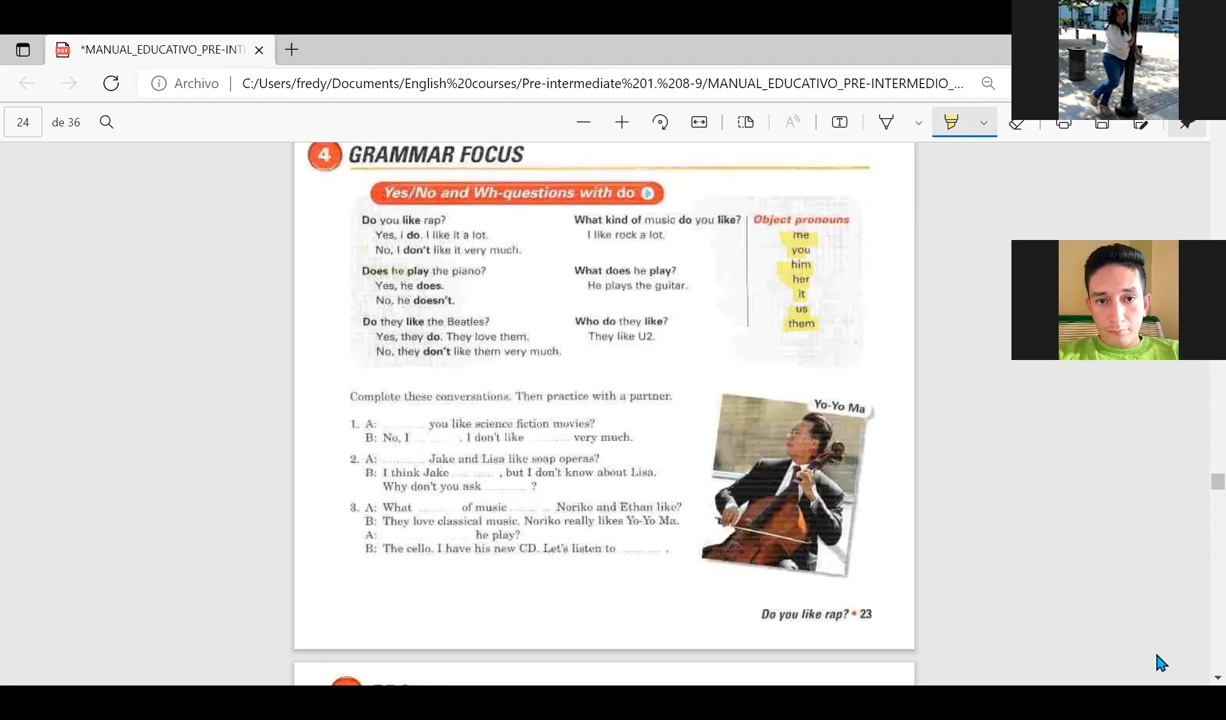 *MANUAL_EDUCATIVO_PRE-INTE
Archivo
C:/Users/fredy/Documents/English%20courses/Pre-intermediate%201.%208-9/MANUAL_EDUCATIVO_PRE-INTERMEDIO_...
24 de 36
4 GRAMMAR FOCUS
Yes/No and Wh-questions with do
Do you like rap?
Yes, I do. I like it a lot.
No, I don't like it very much.
Does he play the piano?
Yes, he does.
No, he doesn't.
Do they like the Beatles?
Yes, they do. They love them.
No, they don't like them very much.
What kind of music do you like?
I like rock a lot.
What does he play?
He plays the guitar.
Who do they like?
They like U2.
Object pronouns
me
you
him
her
it
us
them
Complete these conversations. Then practice with a partner.
1. A: ........ you like science fiction movies?
B: No, I ........ . I don't like ........ very much.
2. A: ........ Jake and Lisa like soap operas?
B: I think Jake ........ , but I don't know about Lisa.
Why don't you ask ........ ?
3. A: What ........ of music ........ Noriko and Ethan like?
B: They love classical music. Noriko really likes Yo-Yo Ma.
A: ........ ........ he play?
B: The cello. I have his new CD. Let's listen to ........ .
Yo-Yo Ma
Do you like rap? • 23